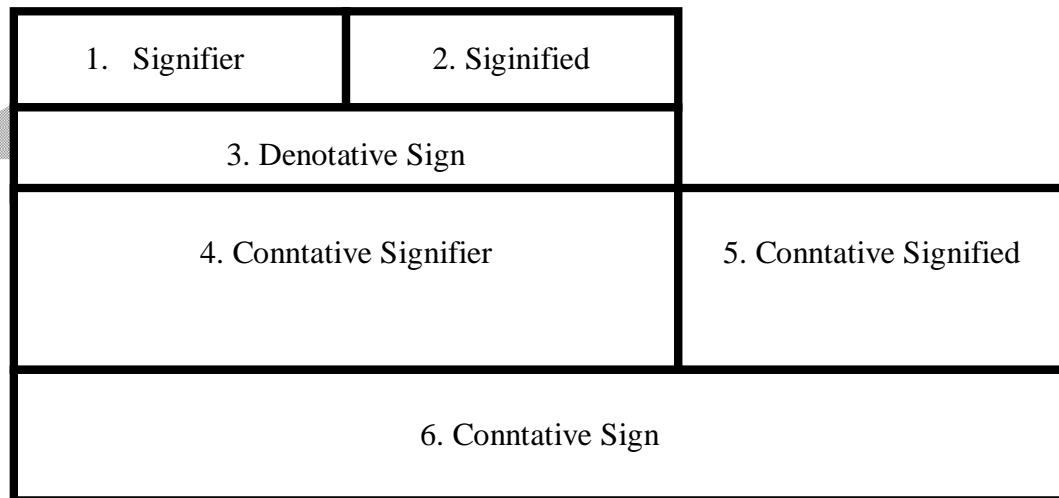 1. Signifier
2. Siginified
3. Denotative Sign
4. Conntative Signifier
5. Conntative Signified
6. Conntative Sign